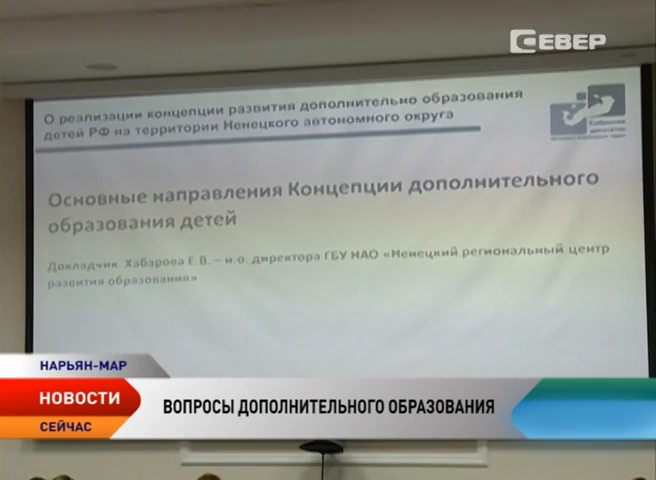 СЕВЕР
О реализации концепции развития дополнительно образования
детей РФ на территории Ненецкого автономного округа
Основные направления Концепции дополнительного
образования детей
Докладчик. Хабарова Е.В. – и.о. директора ГБУ НАО «Ненецкий региональный центр
развития образования»
НАРЬЯН-МАР
НОВОСТИ
СЕЙЧАС
ВОПРОСЫ ДОПОЛНИТЕЛЬНОГО ОБРАЗОВАНИЯ